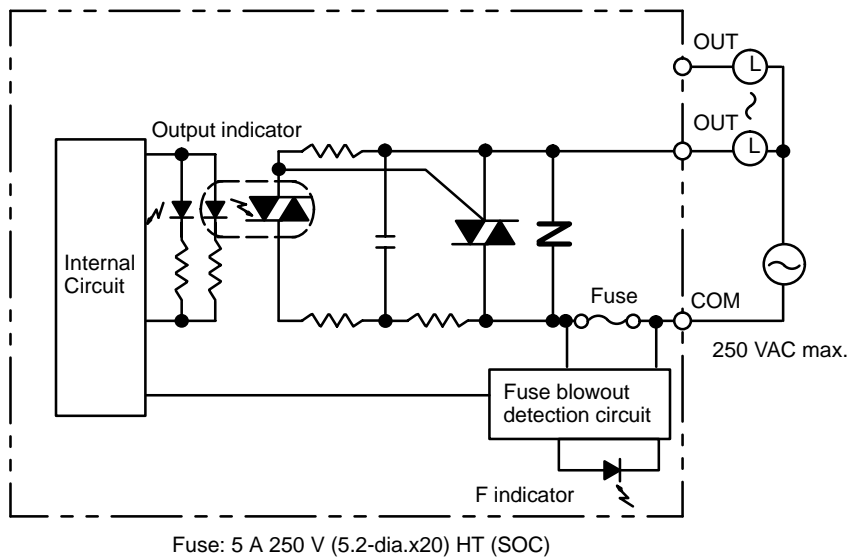 OUT
L
OUT
L
Output indicator
Internal
Circuit
Fuse
COM
250 VAC max.
Fuse blowout
detection circuit
F indicator
Fuse: 5 A 250 V (5.2-dia.x20) HT (SOC)